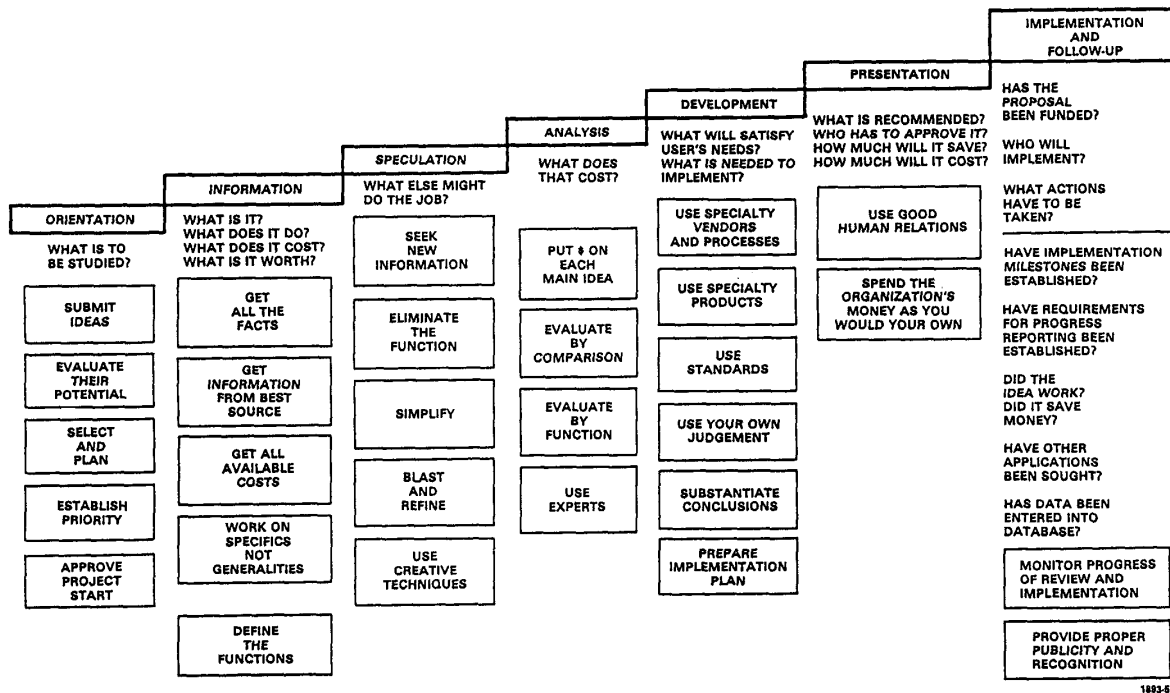 ORIENTATION
WHAT IS TO
BE STUDIED?
SUBMIT
IDEAS
EVALUATE
THEIR
POTENTIAL
SELECT
AND
PLAN
ESTABLISH
PRIORITY
APPROVE
PROJECT
START
INFORMATION
WHAT IS IT?
WHAT DOES IT DO?
WHAT DOES IT COST?
WHAT IS IT WORTH?
GET
ALL THE
FACTS
GET
INFORMATION
FROM BEST
SOURCE
GET ALL
AVAILABLE
COSTS
WORK ON
SPECIFICS
NOT
GENERALITIES
DEFINE
THE
FUNCTIONS
SPECULATION
WHAT ELSE MIGHT
DO THE JOB?
SEEK
NEW
INFORMATION
ELIMINATE
THE
FUNCTION
SIMPLIFY
BLAST
AND
REFINE
USE
CREATIVE
TECHNIQUES
ANALYSIS
WHAT DOES
THAT COST?
PUT $ ON
EACH
MAIN IDEA
EVALUATE
BY
COMPARISON
EVALUATE
BY
FUNCTION
USE
EXPERTS
DEVELOPMENT
WHAT WILL SATISFY
USER'S NEEDS?
WHAT IS NEEDED TO
IMPLEMENT?
USE SPECIALTY
VENDORS
AND PROCESSES
USE SPECIALTY
PRODUCTS
USE
STANDARDS
USE YOUR OWN
JUDGEMENT
SUBSTANTIATE
CONCLUSIONS
PREPARE
IMPLEMENTATION
PLAN
PRESENTATION
WHAT IS RECOMMENDED?
WHO HAS TO APPROVE IT?
HOW MUCH WILL IT SAVE?
HOW MUCH WILL IT COST?
USE GOOD
HUMAN RELATIONS
SPEND THE
ORGANIZATION'S
MONEY AS YOU
WOULD YOUR OWN
IMPLEMENTATION
AND
FOLLOW-UP
HAS THE
PROPOSAL
BEEN FUNDED?
WHO WILL
IMPLEMENT?
WHAT ACTIONS
HAVE TO BE
TAKEN?
HAVE IMPLEMENTATION
MILESTONES BEEN
ESTABLISHED?
HAVE REQUIREMENTS
FOR PROGRESS
REPORTING BEEN
ESTABLISHED?
DID THE
IDEA WORK?
DID IT SAVE
MONEY?
HAVE OTHER
APPLICATIONS
BEEN SOUGHT?
HAS DATA BEEN
ENTERED INTO
DATABASE?
MONITOR PROGRESS
OF REVIEW AND
IMPLEMENTATION
PROVIDE PROPER
PUBLICITY AND
RECOGNITION
1893-5